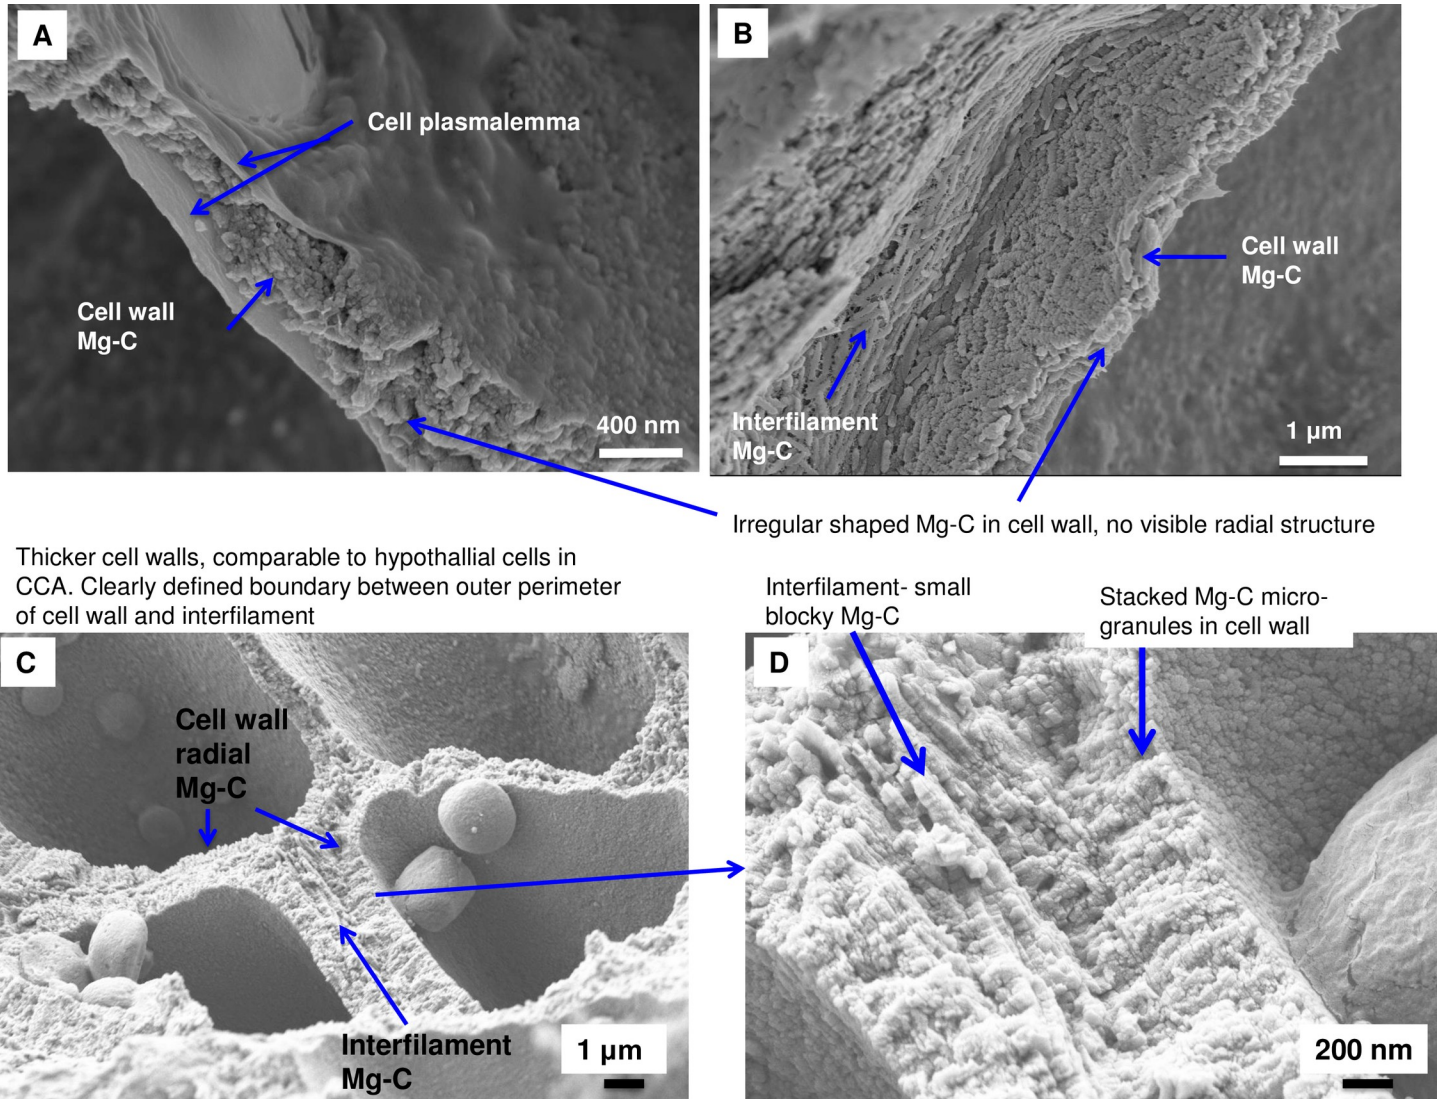 A
Cell plasmalemma
Cell wall
Mg-C
400 nm
B
Cell wall
Mg-C
Interfilament
Mg-C
1 µm
Irregular shaped Mg-C in cell wall, no visible radial structure
Thicker cell walls, comparable to hypothallial cells in
CCA. Clearly defined boundary between outer perimeter
of cell wall and interfilament
Interfilament- small
blocky Mg-C
Stacked Mg-C micro-
granules in cell wall
C
Cell wall
radial
Mg-C
Interfilament
Mg-C
1 µm
D
200 nm